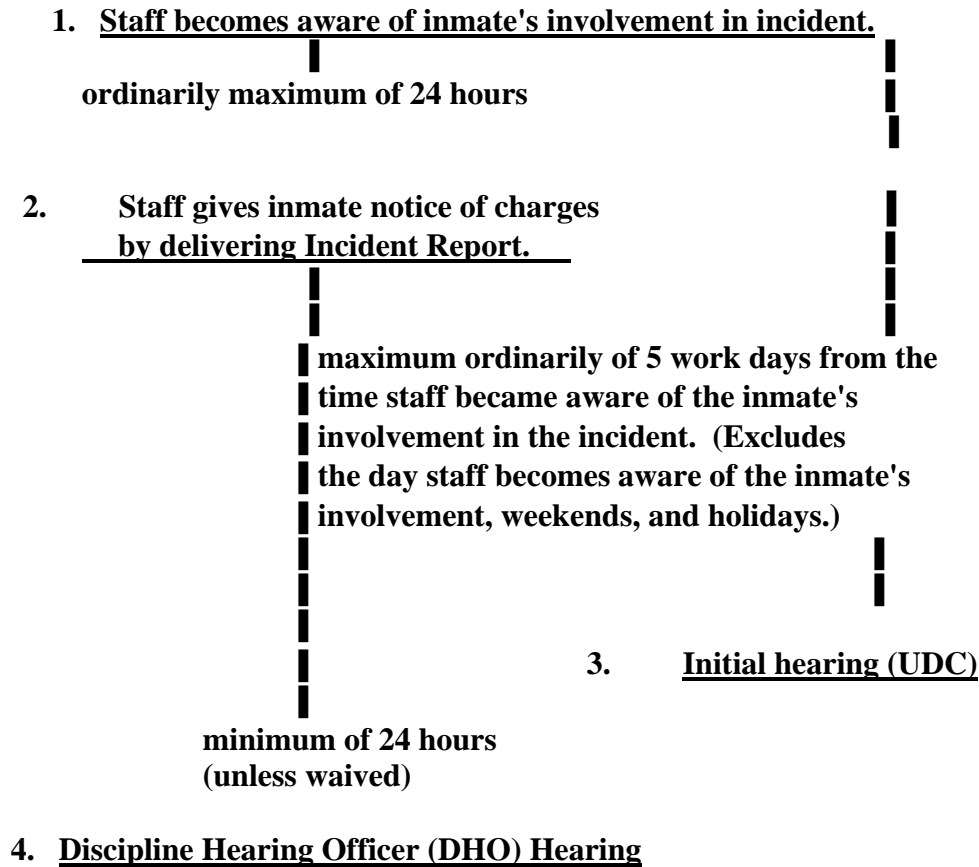 1. Staff becomes aware of inmate's involvement in incident.
ordinarily maximum of 24 hours
2. Staff gives inmate notice of charges
by delivering Incident Report.
maximum ordinarily of 5 work days from the
time staff became aware of the inmate's
involvement in the incident. (Excludes
the day staff becomes aware of the inmate's
involvement, weekends, and holidays.)
3. Initial hearing (UDC)
minimum of 24 hours
(unless waived)
4. Discipline Hearing Officer (DHO) Hearing